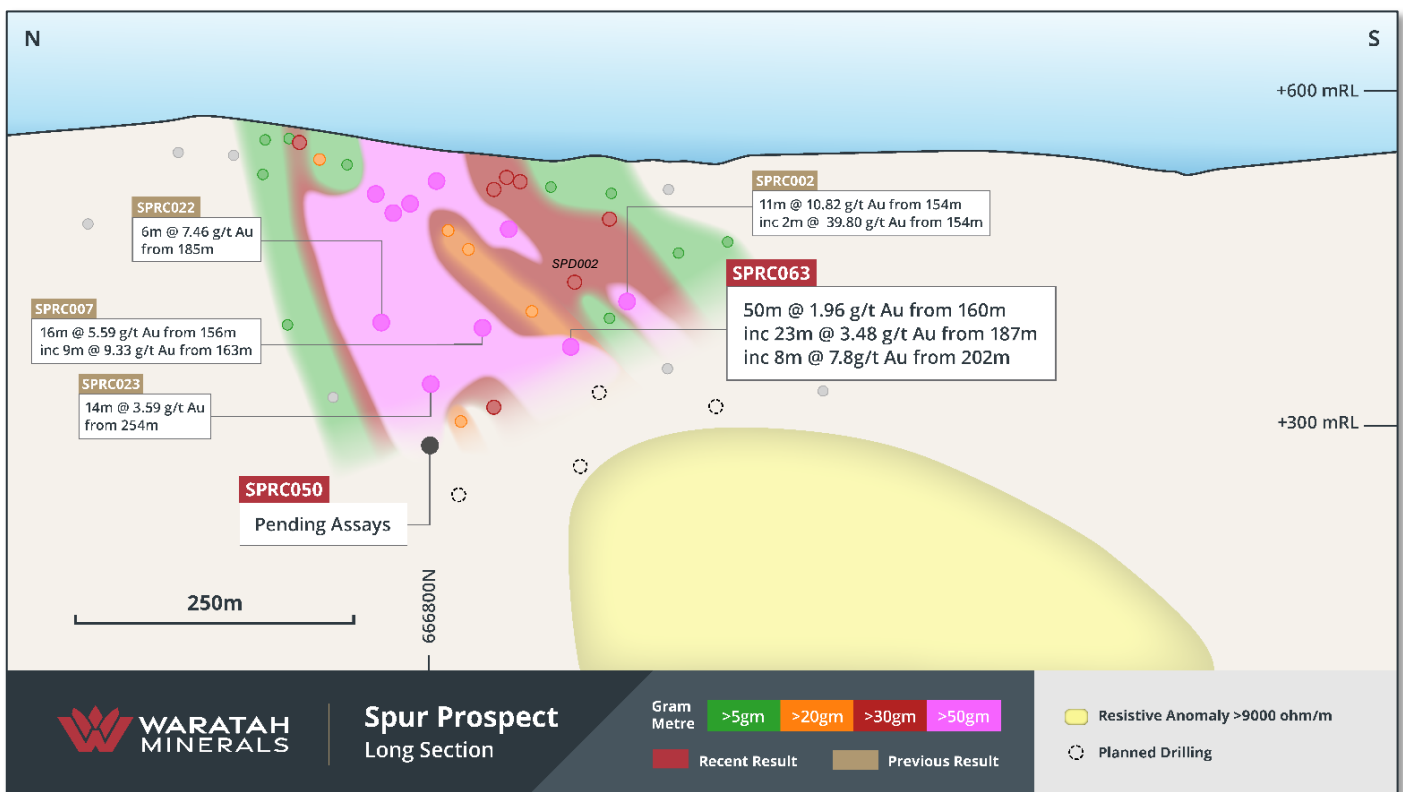 N
S
+600 mRL
SPRC002
11m @ 10.82 g/t Au from 154m
inc 2m @ 39.80 g/t Au from 154m
SPRC022
6m @ 7.46 g/t Au
from 185m
SPD002
SPRC063
50m @ 1.96 g/t Au from 160m
inc 23m @ 3.48 g/t Au from 187m
inc 8m @ 7.8g/t Au from 202m
SPRC007
16m @ 5.59 g/t Au from 156m
inc 9m @ 9.33 g/t Au from 163m
SPRC023
14m @ 3.59 g/t Au
from 254m
+300 mRL
SPRC050
Pending Assays
250m
666800N
WARATAH
MINERALS
Spur Prospect
Long Section
Gram
Metre
>5gm >20gm >30gm >50gm
Recent Result Previous Result
Resistive Anomaly >9000 ohm/m
Planned Drilling